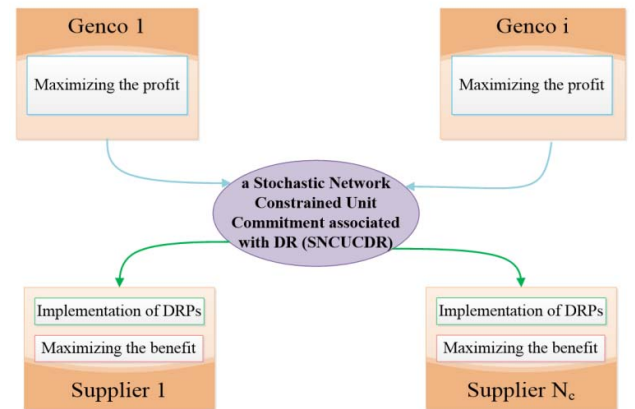 Genco 1
Maximizing the profit
Genco i
Maximizing the profit
a Stochastic Network
Constrained Unit
Commitment associated
with DR (SNCUCDR)
Implementation of DRPs
Maximizing the benefit
Supplier 1
Implementation of DRPs
Maximizing the benefit
Supplier Nc